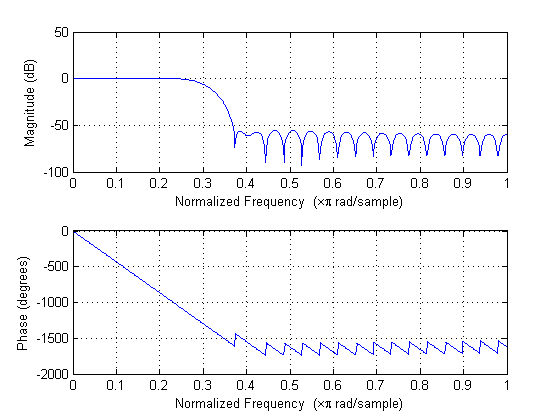 50
0
-50
-100
Magnitude (dB)
0 0.1 0.2 0.3 0.4 0.5 0.6 0.7 0.8 0.9 1
Normalized Frequency (×π rad/sample)
0
-500
-1000
-1500
-2000
Phase (degrees)
0 0.1 0.2 0.3 0.4 0.5 0.6 0.7 0.8 0.9 1
Normalized Frequency (×π rad/sample)